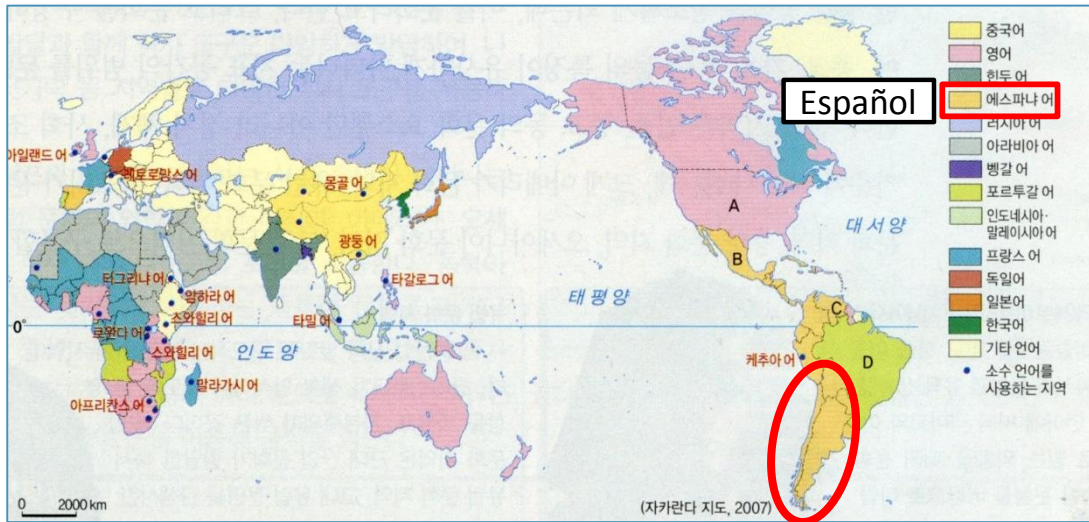 중국어
영어
힌두 어
Español
에스파냐 어
러시아 어
아라비아 어
벵갈 어
포르투갈 어
인도네시아·
말레이시아 어
프랑스 어
독일어
일본어
한국어
기타 언어
소수 언어를
사용하는 지역
아일랜드 어
레토로망스 어
몽골 어
광둥 어
타갈로그 어
티그리냐 어
암하라 어
스와힐리 어
르완다 어
스와힐리 어
타밀 어
말라가시 어
아프리칸스 어
케추아 어
인도양
태평양
대서양
A
B
C
D
0°
0 2000 km
(자카란다 지도, 2007)